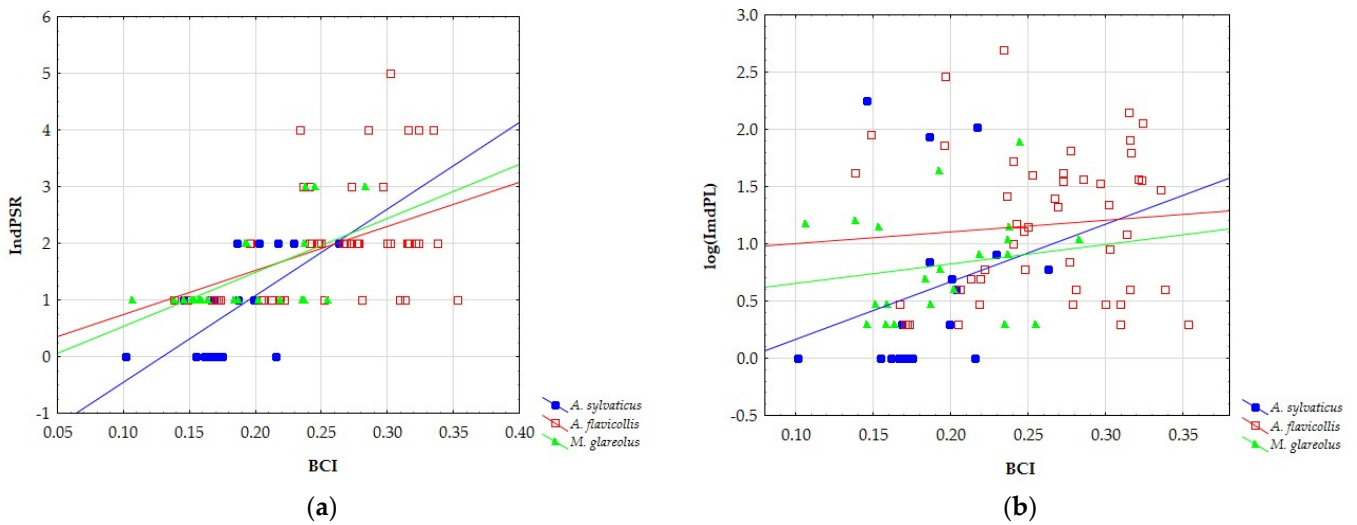 6
5
4
3
2
1
0
-1
IndPSR
0.05 0.10 0.15 0.20 0.25 0.30 0.35 0.40
BCI
A. sylvaticus
A. flavicollis
M. glareolus
(a)
3.0
2.5
2.0
1.5
1.0
0.5
0.0
-0.5
log(ImdPL)
0.10 0.15 0.20 0.25 0.30 0.35
BCI
A. sylvaticus
A. flavicollis
M. glareolus
(b)